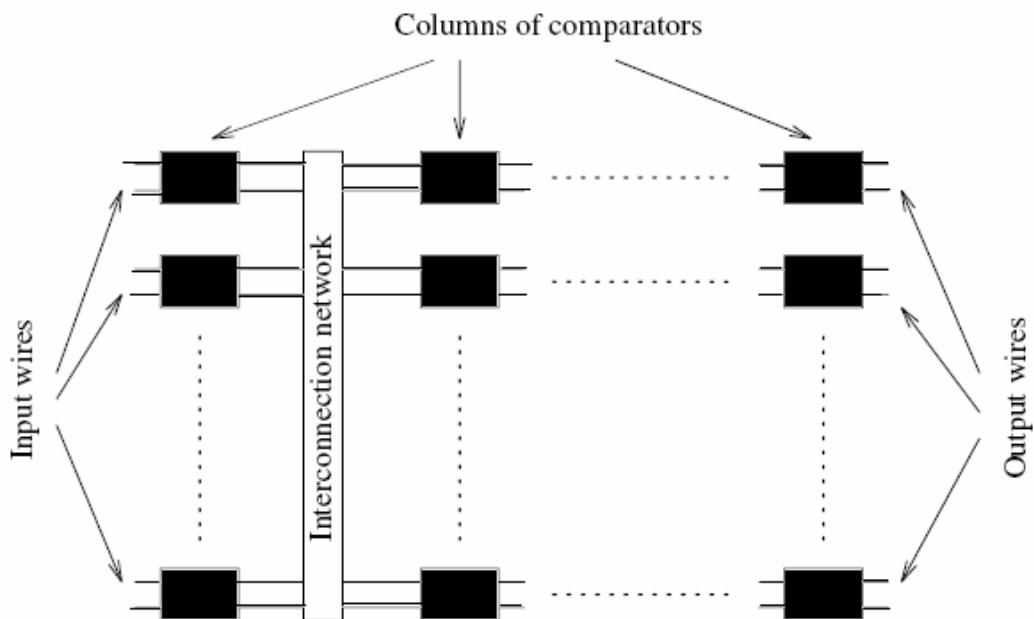 Columns of comparators
Input wires
Interconnection network
Output wires